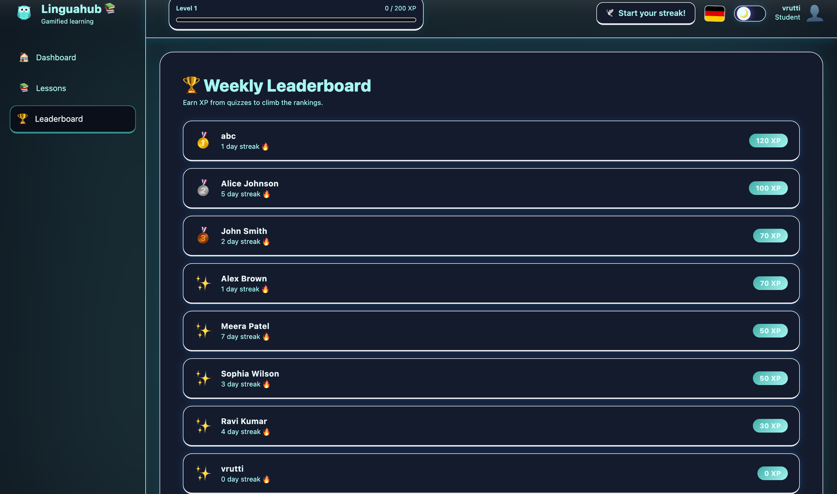 Linguahub
Gamified learning
Level 1
0 / 200 XP
Start your streak!
vrutti
Student
Dashboard
Lessons
Leaderboard
Weekly Leaderboard
Earn XP from quizzes to climb the rankings.
1
abc
1 day streak
120 XP
2
Alice Johnson
5 day streak
100 XP
3
John Smith
2 day streak
70 XP
Alex Brown
1 day streak
70 XP
Meera Patel
7 day streak
50 XP
Sophia Wilson
3 day streak
50 XP
Ravi Kumar
4 day streak
30 XP
vrutti
0 day streak
0 XP